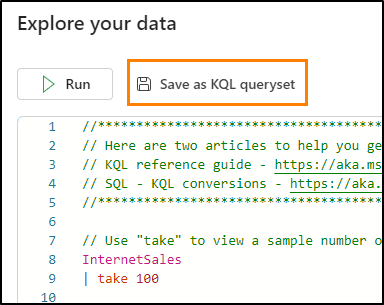 Explore your data
Run
Save as KQL queryset
1 //***************************************
2 // Here are two articles to help you ge
3 // KQL reference guide - https://aka.ms
4 // SQL - KQL conversions - https://aka.
5 //***************************************
6
7 // Use "take" to view a sample number o
8 InternetSales
9 | take 100
10